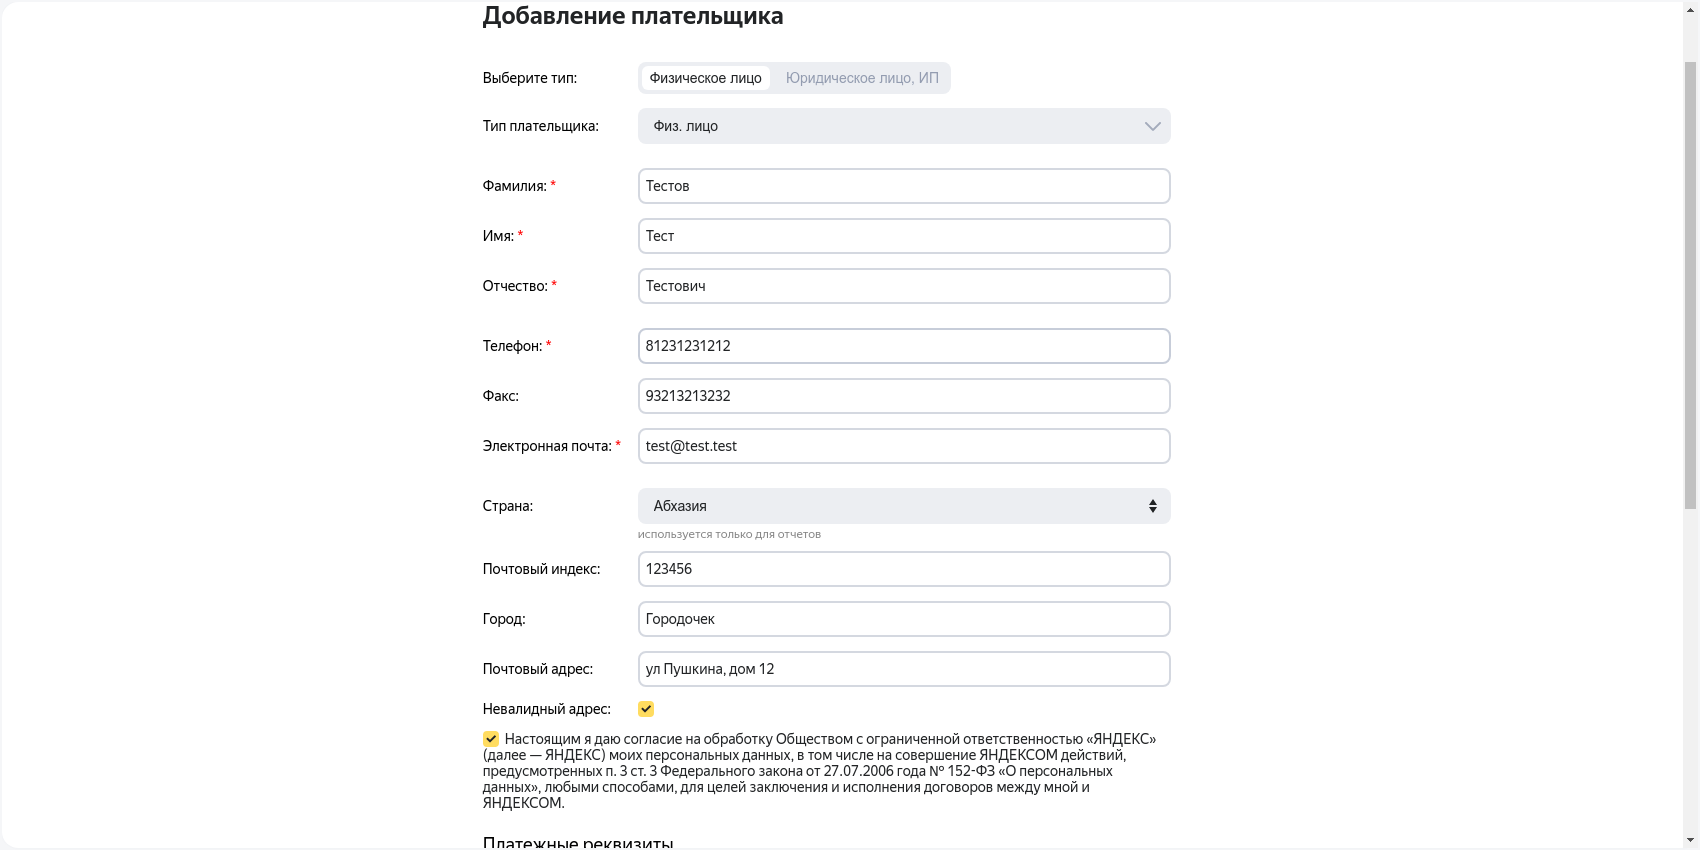 Добавление плательщика
Выберите тип: Физическое лицо Юридическое лицо, ИП
Тип плательщика: Физ. лицо
Фамилия: * Тестов
Имя: * Тест
Отчество: * Тестович
Телефон: * 81231231212
Факс: 93213213232
Электронная почта: * test@test.test
Страна: Абхазия
используется только для отчетов
Почтовый индекс: 123456
Город: Городочек
Почтовый адрес: ул Пушкина, дом 12
Невалидный адрес:
Настоящим я даю согласие на обработку Обществом с ограниченной ответственностью «ЯНДЕКС»
(далее — ЯНДЕКС) моих персональных данных, в том числе на совершение ЯНДЕКСОМ действий,
предусмотренных п. 3 ст. 3 Федерального закона от 27.07.2006 года № 152-ФЗ «О персональных
данных», любыми способами, для целей заключения и исполнения договоров между мной и
ЯНДЕКСОМ.
Платежные реквизиты